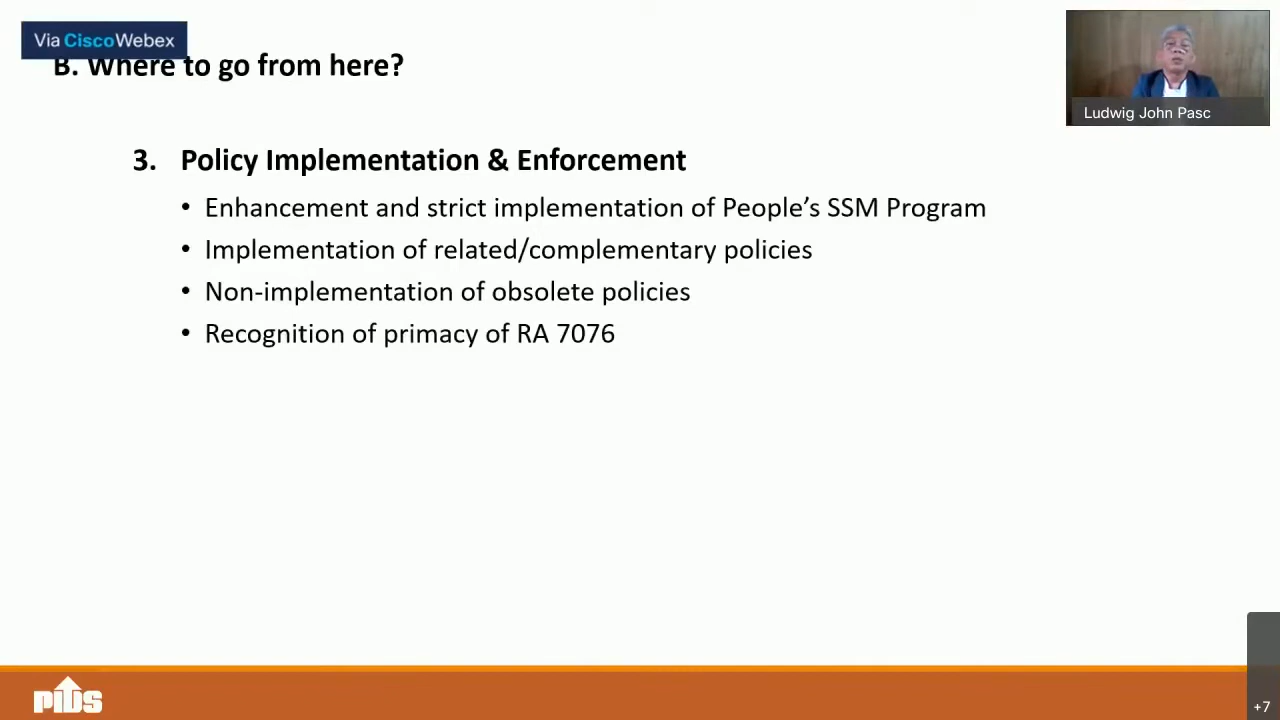 Via CiscoWebex
B. Where to go from here?
Ludwig John Pasc
3. Policy Implementation & Enforcement
• Enhancement and strict implementation of People’s SSM Program
• Implementation of related/complementary policies
• Non-implementation of obsolete policies
• Recognition of primacy of RA 7076
PIDS
+7